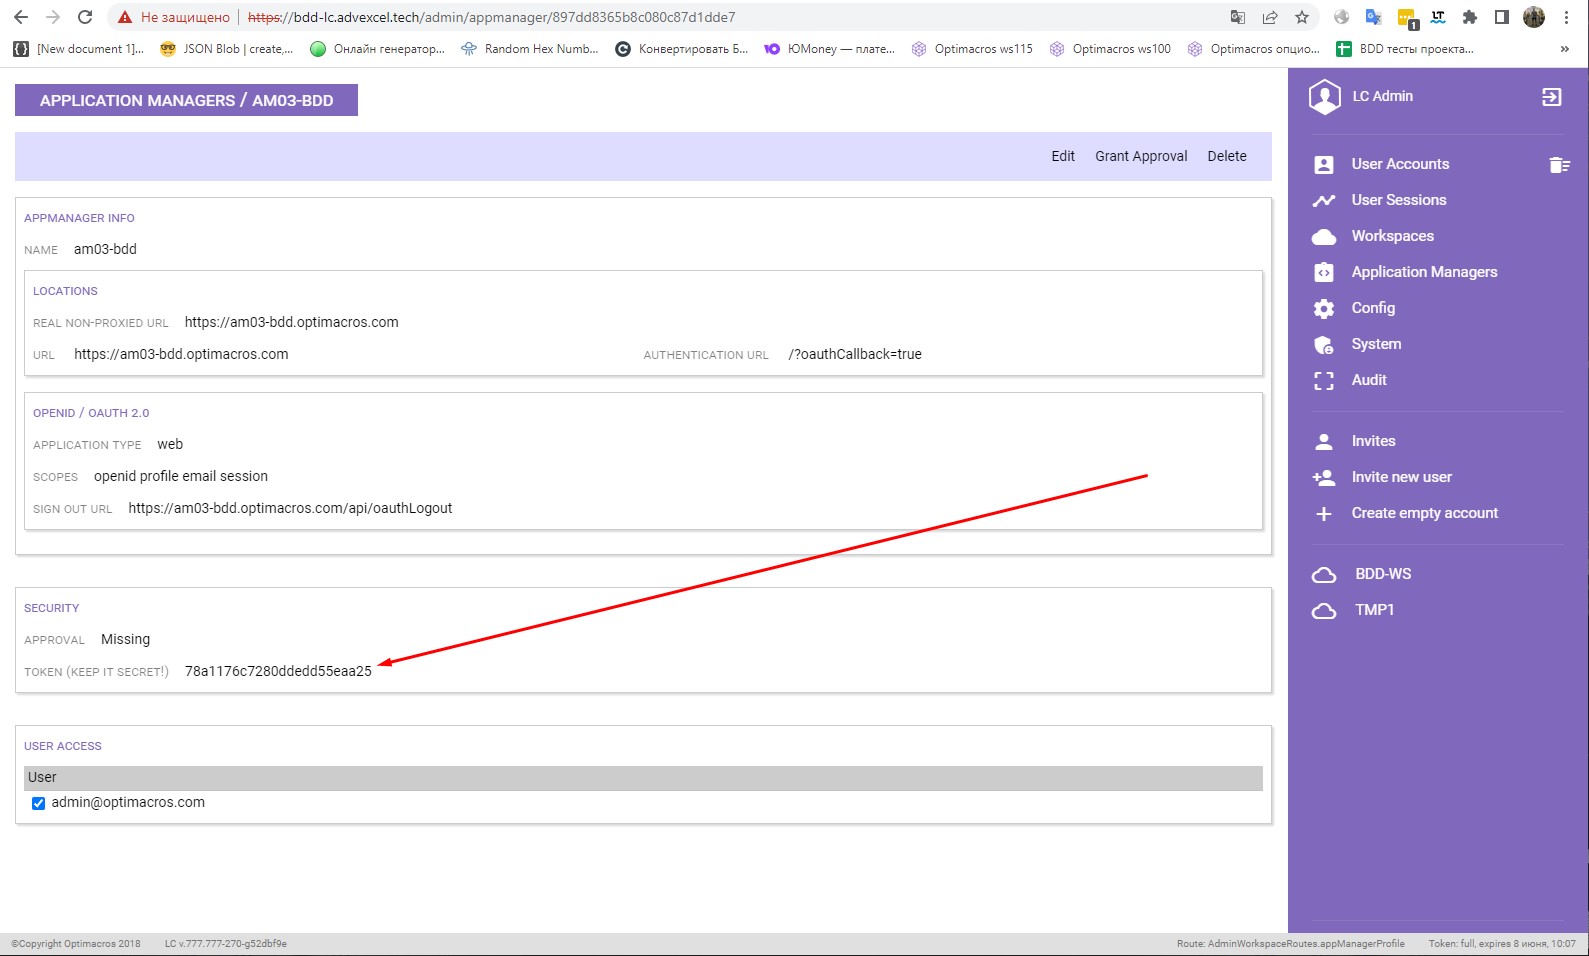 Не защищено | https://bdd-lc.advexcel.tech/admin/appmanager/897dd8365b8c080c87d1dde7
[New document 1]... JSON Blob | create,... Онлайн генератор... Random Hex Numb... Конвертировать Б... ЮMoney — плате... Optimacros ws115 Optimacros ws100 Optimacros опцио... BDD тесты проекта... »
APPLICATION MANAGERS / AM03-BDD
Edit Grant Approval Delete
APPMANAGER INFO
NAME am03-bdd
LOCATIONS
REAL NON-PROXIED URL https://am03-bdd.optimacros.com
URL https://am03-bdd.optimacros.com AUTHENTICATION URL /?oauthCallback=true
OPENID / OAUTH 2.0
APPLICATION TYPE web
SCOPES openid profile email session
SIGN OUT URL https://am03-bdd.optimacros.com/api/oauthLogout
SECURITY
APPROVAL Missing
TOKEN (KEEP IT SECRET!) 78a1176c7280ddedd55eaa25
USER ACCESS
User
admin@optimacros.com
LC Admin
User Accounts
User Sessions
Workspaces
Application Managers
Config
System
Audit
Invites
Invite new user
Create empty account
BDD-WS
TMP1
©Copyright Optimacros 2018 LC v.777.777-270-g52dbf9e Route: AdminWorkspaceRoutes.appManagerProfile Token: full, expires 8 июня, 10:07